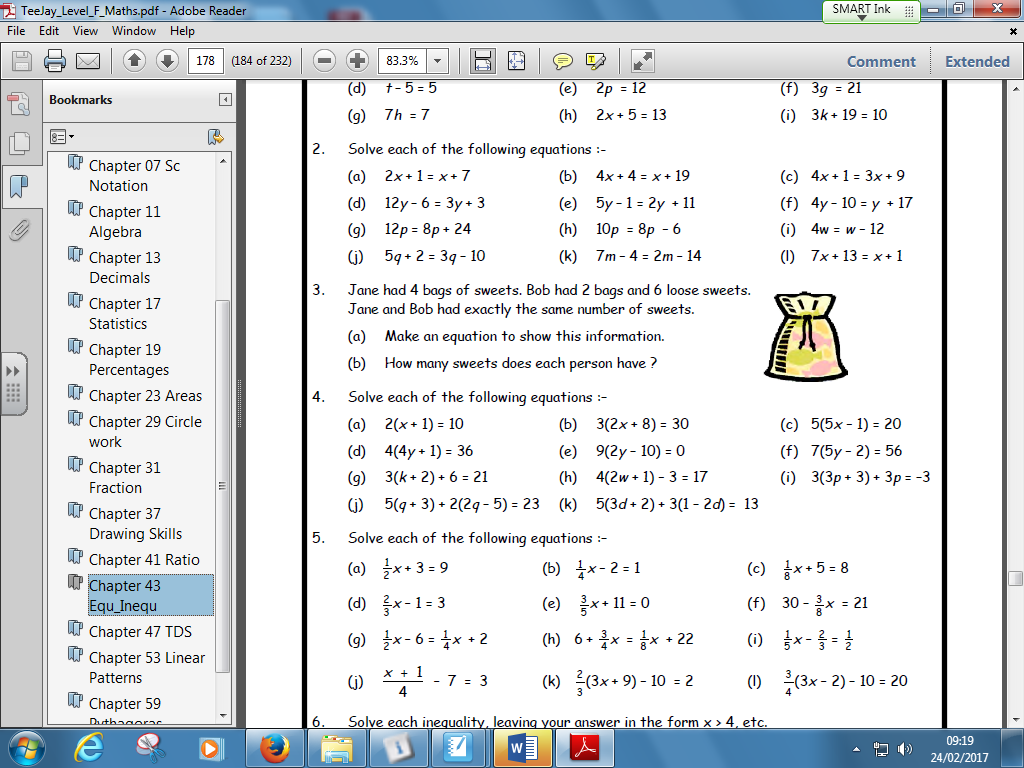 TeeJay_Level_F_Maths.pdf - Adobe Reader
SMART Ink
File Edit View Window Help
178 (184 of 232) 83.3% Comment Extended
Bookmarks
Chapter 07 Sc
Notation
Chapter 11
Algebra
Chapter 13
Decimals
Chapter 17
Statistics
Chapter 19
Percentages
Chapter 23 Areas
Chapter 29 Circle
work
Chapter 31
Fraction
Chapter 37
Drawing Skills
Chapter 41 Ratio
Chapter 43
Equ_Inequ
Chapter 47 TDS
Chapter 53 Linear
Patterns
Chapter 59
Pythagoras
(d) t - 5 = 5 (e) 2p = 12 (f) 3g = 21
(g) 7h = 7 (h) 2x + 5 = 13 (i) 3k + 19 = 10
2. Solve each of the following equations :-
(a) 2x + 1 = x + 7 (b) 4x + 4 = x + 19 (c) 4x + 1 = 3x + 9
(d) 12y - 6 = 3y + 3 (e) 5y - 1 = 2y + 11 (f) 4y - 10 = y + 17
(g) 12p = 8p + 24 (h) 10p = 8p - 6 (i) 4w = w - 12
(j) 5q + 2 = 3q - 10 (k) 7m - 4 = 2m - 14 (l) 7x + 13 = x + 1
3. Jane had 4 bags of sweets. Bob had 2 bags and 6 loose sweets.
Jane and Bob had exactly the same number of sweets.
(a) Make an equation to show this information.
(b) How many sweets does each person have ?
4. Solve each of the following equations :-
(a) 2(x + 1) = 10 (b) 3(2x + 8) = 30 (c) 5(5x - 1) = 20
(d) 4(4y + 1) = 36 (e) 9(2y - 10) = 0 (f) 7(5y - 2) = 56
(g) 3(k + 2) + 6 = 21 (h) 4(2w + 1) - 3 = 17 (i) 3(3p + 3) + 3p = -3
(j) 5(q + 3) + 2(2q - 5) = 23 (k) 5(3d + 2) + 3(1 - 2d) = 13
5. Solve each of the following equations :-
(a) 1/2 x + 3 = 9 (b) 1/4 x - 2 = 1 (c) 1/8 x + 5 = 8
(d) 2/3 x - 1 = 3 (e) 3/5 x + 11 = 0 (f) 30 - 3/8 x = 21
(g) 1/2 x - 6 = 1/4 x + 2 (h) 6 + 3/4 x = 1/8 x + 22 (i) 1/5 x - 2/3 = 1/2
(j) (x + 1)/4 - 7 = 3 (k) 2/3 (3x + 9) - 10 = 2 (l) 3/4 (3x - 2) - 10 = 20
6. Solve each inequality, leaving your answer in the form x > 4, etc.
09:19
24/02/2017